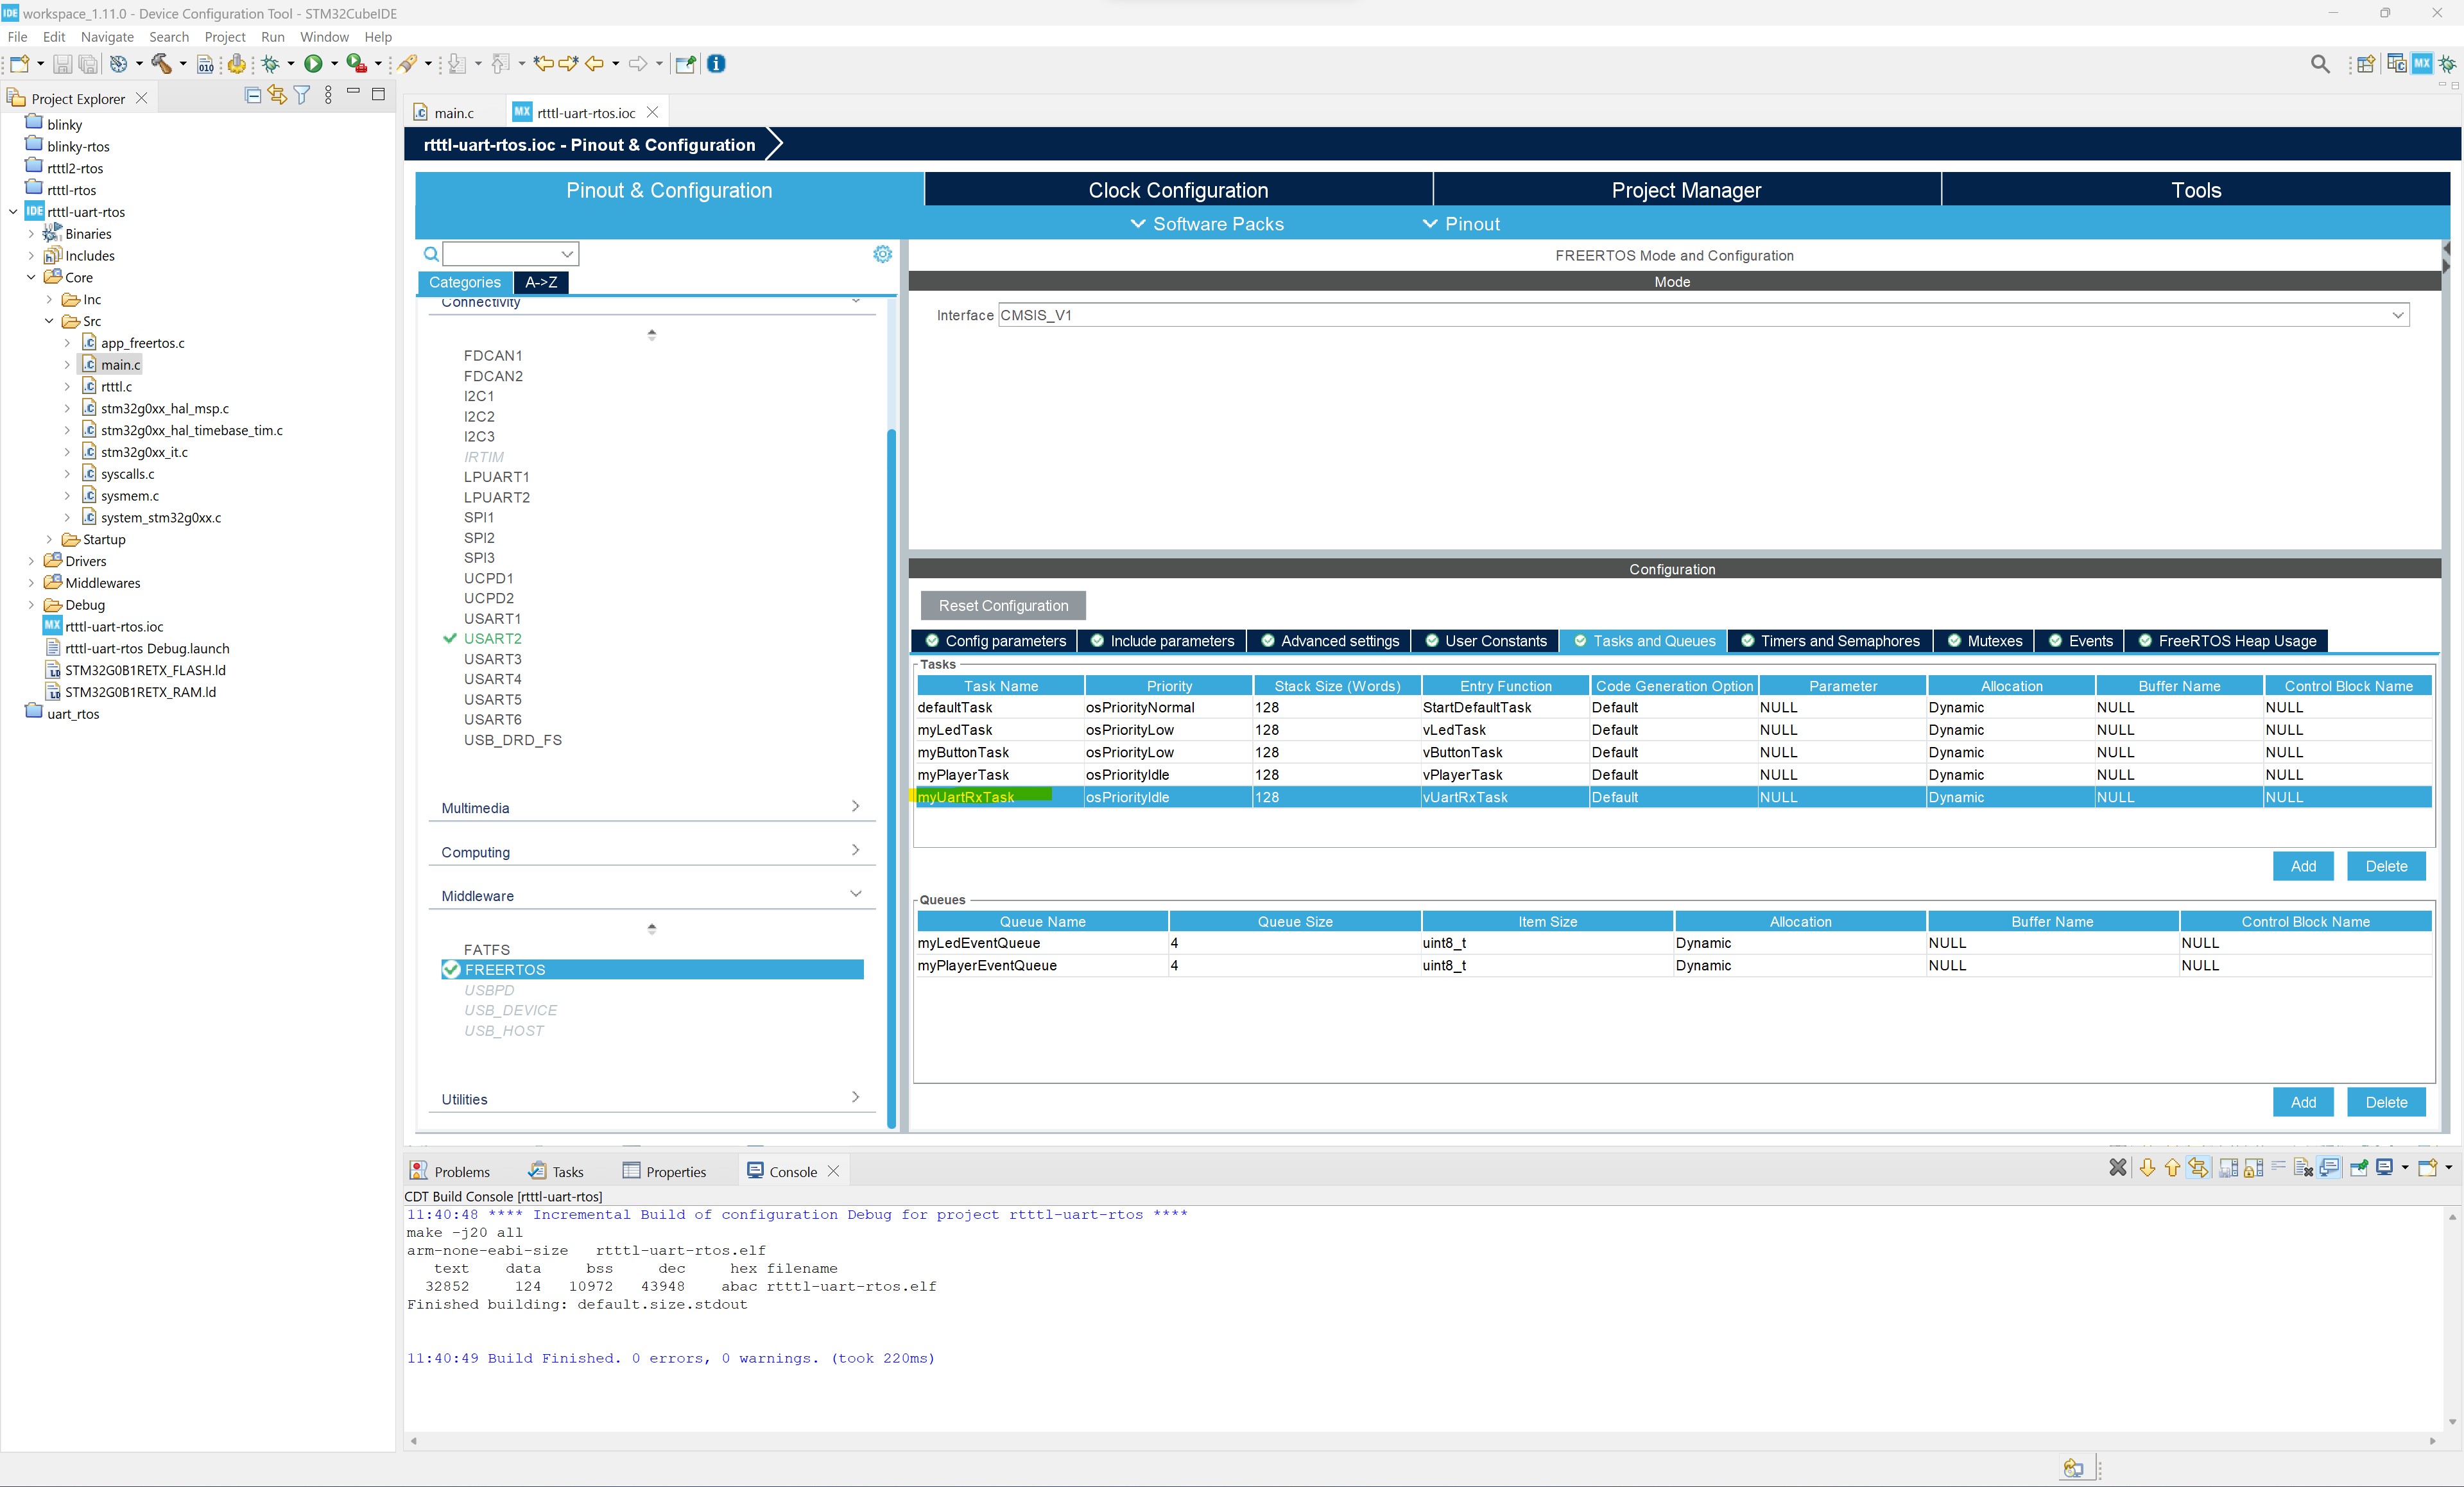 IDE workspace_1.11.0 - Device Configuration Tool - STM32CubeIDE
File Edit Navigate Search Project Run Window Help
Project Explorer
blinky
blinky-rtos
rtttl2-rtos
rtttl-rtos
IDE rtttl-uart-rtos
Binaries
Includes
Core
Inc
Src
app_freertos.c
main.c
rtttl.c
stm32g0xx_hal_msp.c
stm32g0xx_hal_timebase_tim.c
stm32g0xx_it.c
syscalls.c
sysmem.c
system_stm32g0xx.c
Startup
Drivers
Middlewares
Debug
MX rtttl-uart-rtos.ioc
rtttl-uart-rtos Debug.launch
STM32G0B1RETX_FLASH.ld
STM32G0B1RETX_RAM.ld
uart_rtos
main.c
MX rtttl-uart-rtos.ioc
rtttl-uart-rtos.ioc - Pinout & Configuration
Pinout & Configuration Clock Configuration Project Manager Tools
Software Packs Pinout
Categories A->Z
Connectivity
FDCAN1
FDCAN2
I2C1
I2C2
I2C3
IRTIM
LPUART1
LPUART2
SPI1
SPI2
SPI3
UCPD1
UCPD2
USART1
USART2
USART3
USART4
USART5
USART6
USB_DRD_FS
Multimedia
Computing
Middleware
FATFS
FREERTOS
USBPD
USB_DEVICE
USB_HOST
Utilities
FREERTOS Mode and Configuration
Mode
Interface CMSIS_V1
Configuration
Reset Configuration
Config parameters Include parameters Advanced settings User Constants Tasks and Queues Timers and Semaphores Mutexes Events FreeRTOS Heap Usage
Tasks
Task Name Priority Stack Size (Words) Entry Function Code Generation Option Parameter Allocation Buffer Name Control Block Name
defaultTask osPriorityNormal 128 StartDefaultTask Default NULL Dynamic NULL NULL
myLedTask osPriorityLow 128 vLedTask Default NULL Dynamic NULL NULL
myButtonTask osPriorityLow 128 vButtonTask Default NULL Dynamic NULL NULL
myPlayerTask osPriorityIdle 128 vPlayerTask Default NULL Dynamic NULL NULL
myUartRxTask osPriorityIdle 128 vUartRxTask Default NULL Dynamic NULL NULL
Add Delete
Queues
Queue Name Queue Size Item Size Allocation Buffer Name Control Block Name
myLedEventQueue 4 uint8_t Dynamic NULL NULL
myPlayerEventQueue 4 uint8_t Dynamic NULL NULL
Add Delete
Problems Tasks Properties Console
CDT Build Console [rtttl-uart-rtos]
11:40:48 **** Incremental Build of configuration Debug for project rtttl-uart-rtos ****
make -j20 all
arm-none-eabi-size rtttl-uart-rtos.elf
text data bss dec hex filename
32852 124 10972 43948 abac rtttl-uart-rtos.elf
Finished building: default.size.stdout
11:40:49 Build Finished. 0 errors, 0 warnings. (took 220ms)